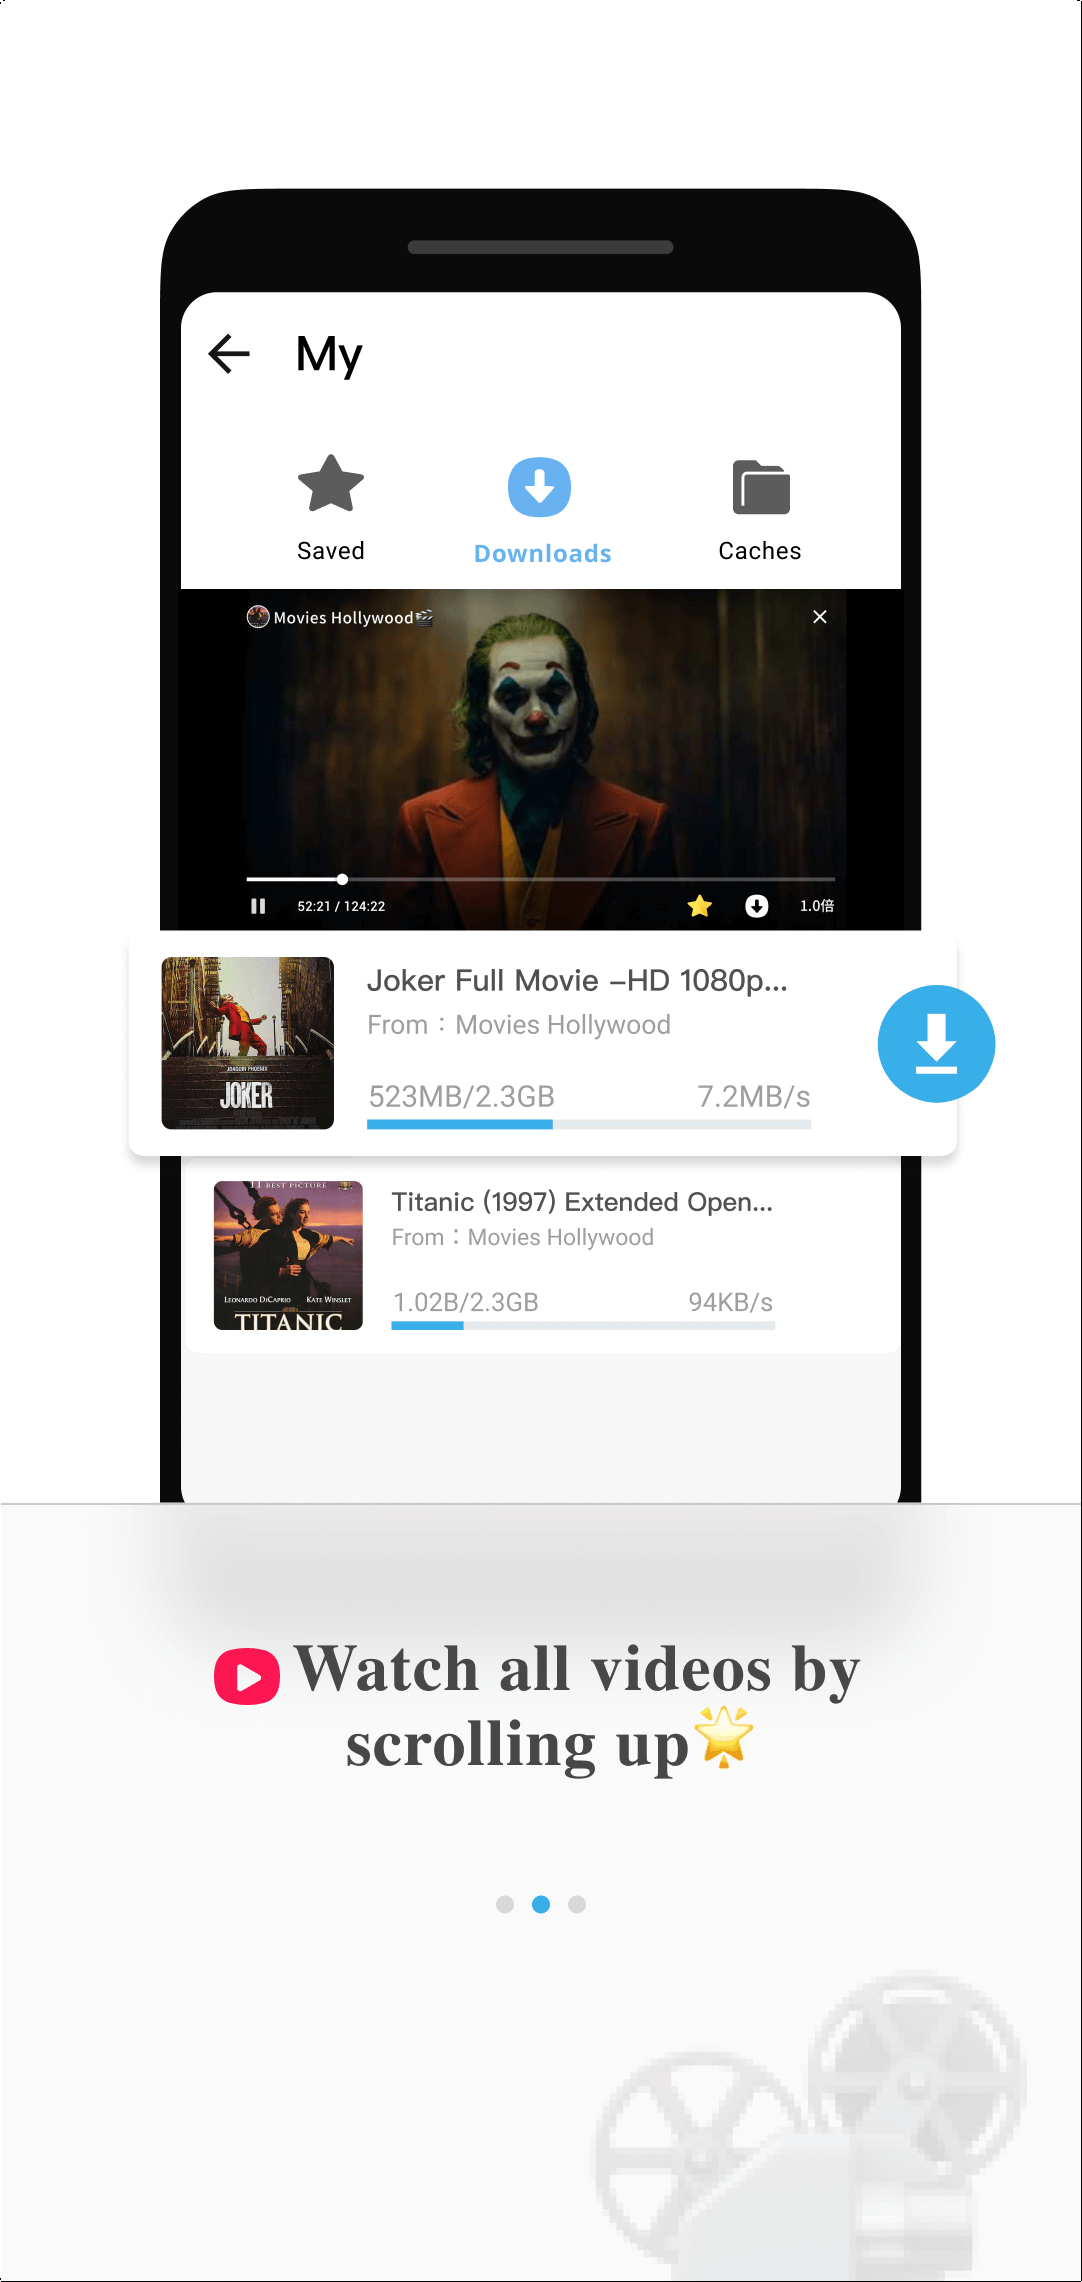 My
Saved
Downloads
Caches
Movies Hollywood🎬
52:21 / 124:22
1.0倍
Joker Full Movie –HD 1080p...
From：Movies Hollywood
523MB/2.3GB
7.2MB/s
JOAQUIN PHOENIX
JOKER
11 BEST PICTURE
Titanic (1997) Extended Open...
From：Movies Hollywood
1.02B/2.3GB
94KB/s
LEONARDO DICAPRIO KATE WINSLET
TITANIC
Watch all videos by
scrolling up🌟